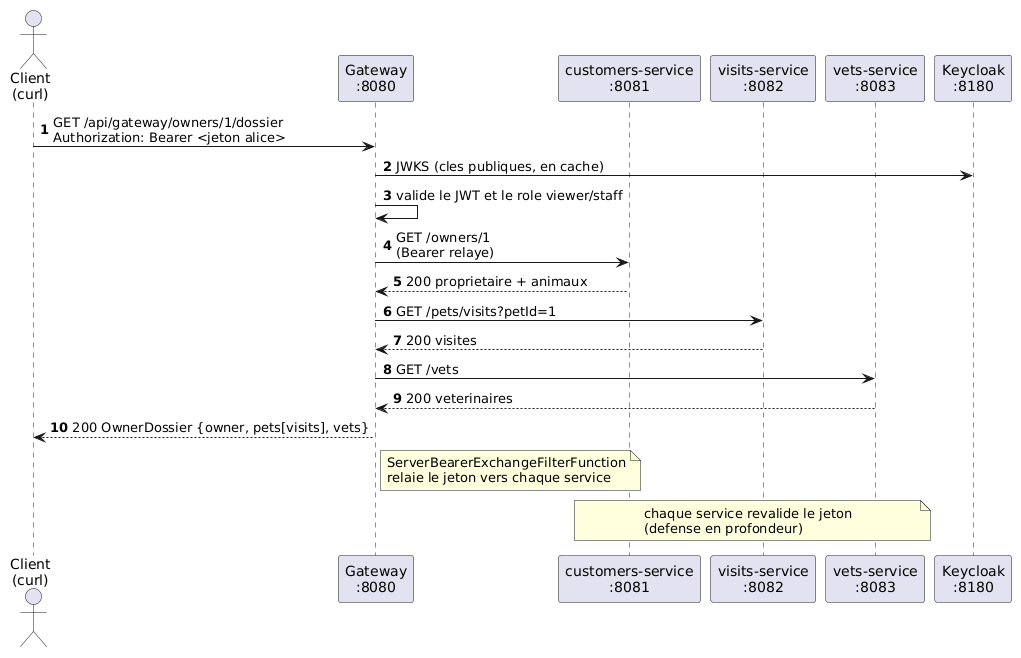 Client
(curl)
Gateway
:8080
customers-service
:8081
visits-service
:8082
vets-service
:8083
Keycloak
:8180
1 GET /api/gateway/owners/1/dossier
Authorization: Bearer <jeton alice>
2 JWKS (cles publiques, en cache)
3 valide le JWT et le role viewer/staff
4 GET /owners/1
(Bearer relaye)
5 200 proprietaire + animaux
6 GET /pets/visits?petId=1
7 200 visites
8 GET /vets
9 200 veterinaires
10 200 OwnerDossier {owner, pets[visits], vets}
ServerBearerExchangeFilterFunction
relaie le jeton vers chaque service
chaque service revalide le jeton
(defense en profondeur)
Client
(curl)
Gateway
:8080
customers-service
:8081
visits-service
:8082
vets-service
:8083
Keycloak
:8180